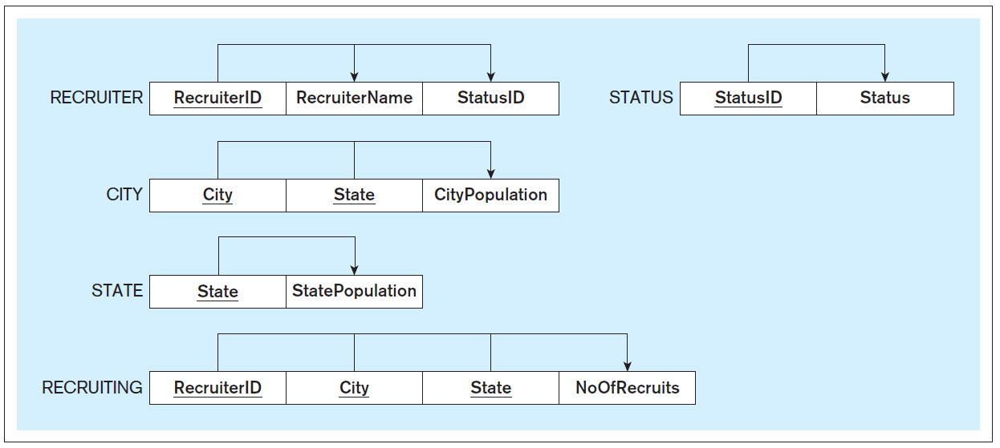 RECRUITER RecruiterID RecruiterName StatusID STATUS StatusID Status
CITY City State CityPopulation
STATE State StatePopulation
RECRUITING RecruiterID City State NoOfRecruits